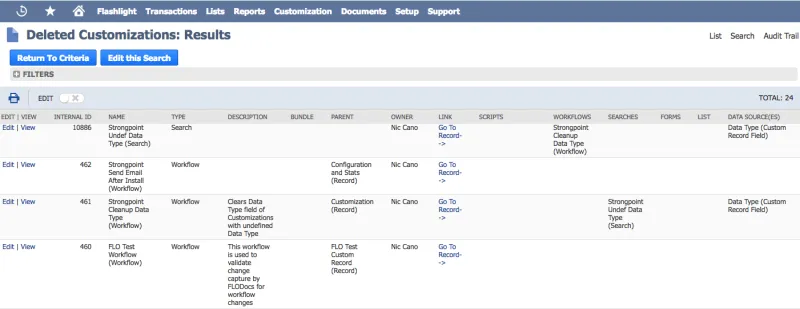 Flashlight Transactions Lists Reports Customization Documents Setup Support
Deleted Customizations: Results
List Search Audit Trail
Return To Criteria Edit this Search
FILTERS
EDIT
TOTAL: 24
EDIT | VIEW INTERNAL ID NAME TYPE DESCRIPTION BUNDLE PARENT OWNER LINK SCRIPTS WORKFLOWS SEARCHES FORMS LIST DATA SOURCE(ES)
Edit | View 10886 Strongpoint Search Nic Cano Go To Strongpoint Data Type (Custom
Undef Data Record- Cleanup Record Field)
Type (Search) -> Data Type
(Workflow)
Edit | View 462 Strongpoint Workflow Configuration Nic Cano Go To
Send Email and Stats Record-
After Install (Record) ->
(Workflow)
Edit | View 461 Strongpoint Workflow Clears Data Customization Nic Cano Go To Strongpoint Data Type (Custom
Cleanup Data Type field of (Record) Record- Undef Data Record Field)
Type Customizations -> Type
(Workflow) with undefined (Search)
Data Type
Edit | View 460 FLO Test Workflow This workflow FLO Test Nic Cano Go To
Workflow is used to Custom Record-
(Workflow) validate Record ->
change (Record)
capture by
FLODocs for
workflow
changes